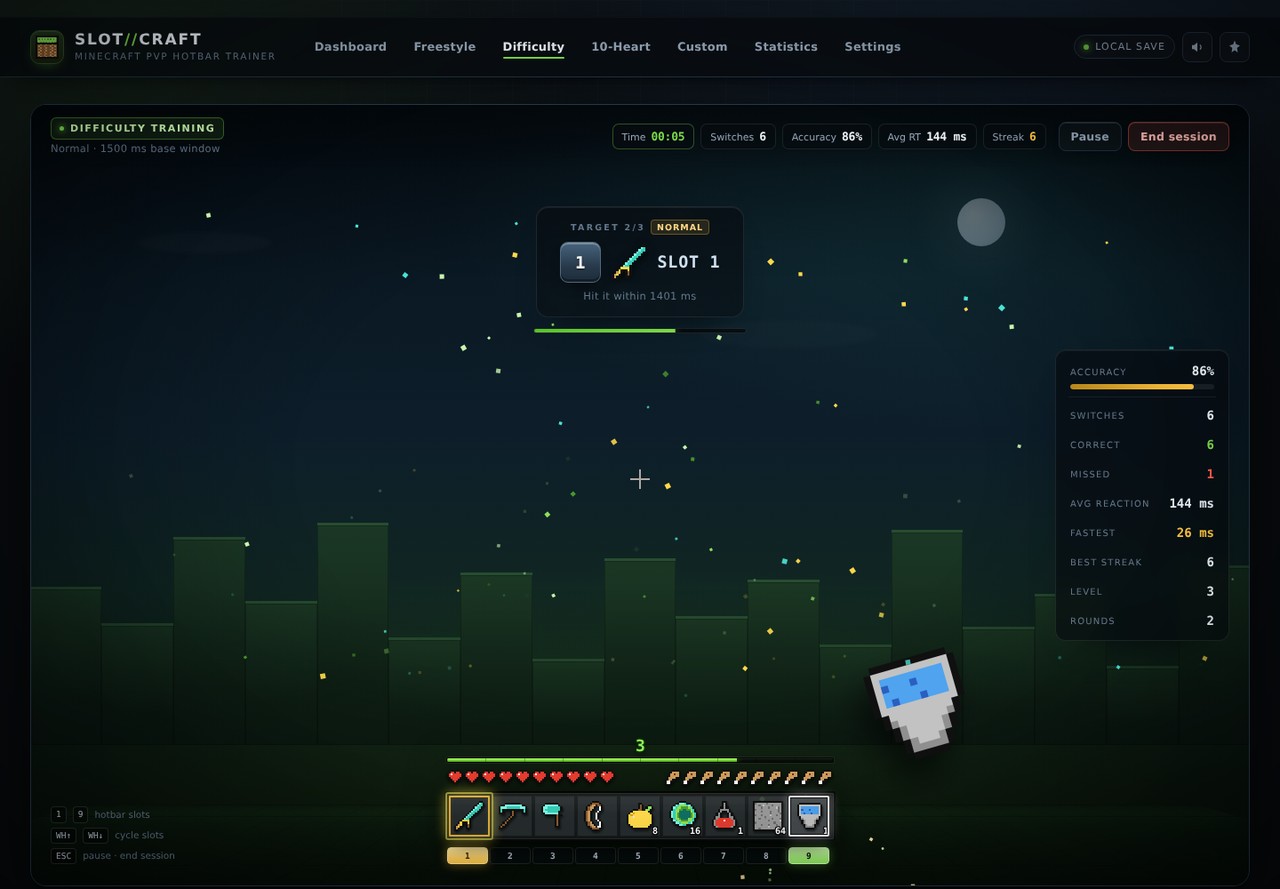 SLOT//CRAFT
MINECRAFT PVP HOTBAR TRAINER
Dashboard Freestyle Difficulty 10-Heart Custom Statistics Settings
LOCAL SAVE
DIFFICULTY TRAINING
Normal · 1500 ms base window
Time 00:05 Switches 6 Accuracy 86% Avg RT 144 ms Streak 6 Pause End session
TARGET 2/3 NORMAL
1 SLOT 1
Hit it within 1401 ms
ACCURACY 86%
SWITCHES 6
CORRECT 6
MISSED 1
AVG REACTION 144 ms
FASTEST 26 ms
BEST STREAK 6
LEVEL 3
ROUNDS 2
3
8 16 1 64 1
1 2 3 4 5 6 7 8 9
1 9 hotbar slots
WH↑ WH↓ cycle slots
ESC pause · end session